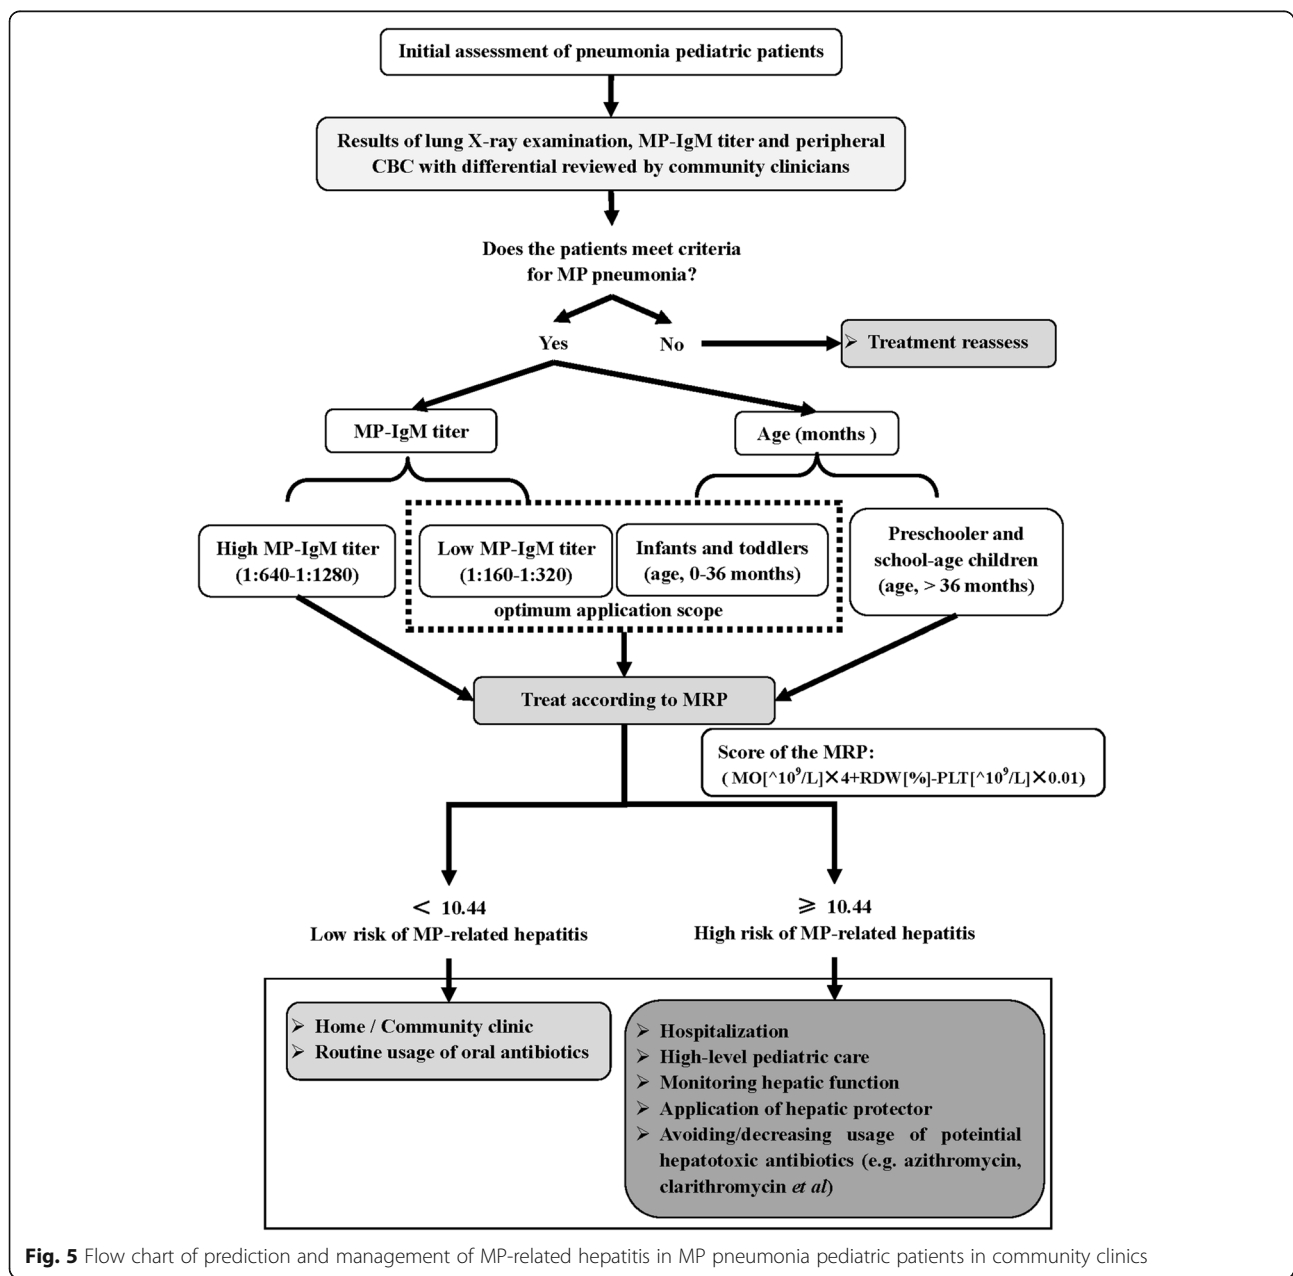 Initial assessment of pneumonia pediatric patients
Results of lung X-ray examination, MP-IgM titer and peripheral
CBC with differential reviewed by community clinicians
Does the patients meet criteria
for MP pneumonia?
Yes
No
➢ Treatment reassess
MP-IgM titer
Age (months )
High MP-IgM titer
(1:640-1:1280)
Low MP-IgM titer
(1:160-1:320)
Infants and toddlers
(age, 0-36 months)
optimum application scope
Preschooler and
school-age children
(age, > 36 months)
Treat according to MRP
Score of the MRP:
( MO[^10⁹/L]×4+RDW[%]-PLT[^10⁹/L]×0.01)
< 10.44
Low risk of MP-related hepatitis
⩾ 10.44
High risk of MP-related hepatitis
➢ Home / Community clinic
➢ Routine usage of oral antibiotics
➢ Hospitalization
➢ High-level pediatric care
➢ Monitoring hepatic function
➢ Application of hepatic protector
➢ Avoiding/decreasing usage of poteintial
hepatotoxic antibiotics (e.g. azithromycin,
clarithromycin et al)
Fig. 5 Flow chart of prediction and management of MP-related hepatitis in MP pneumonia pediatric patients in community clinics